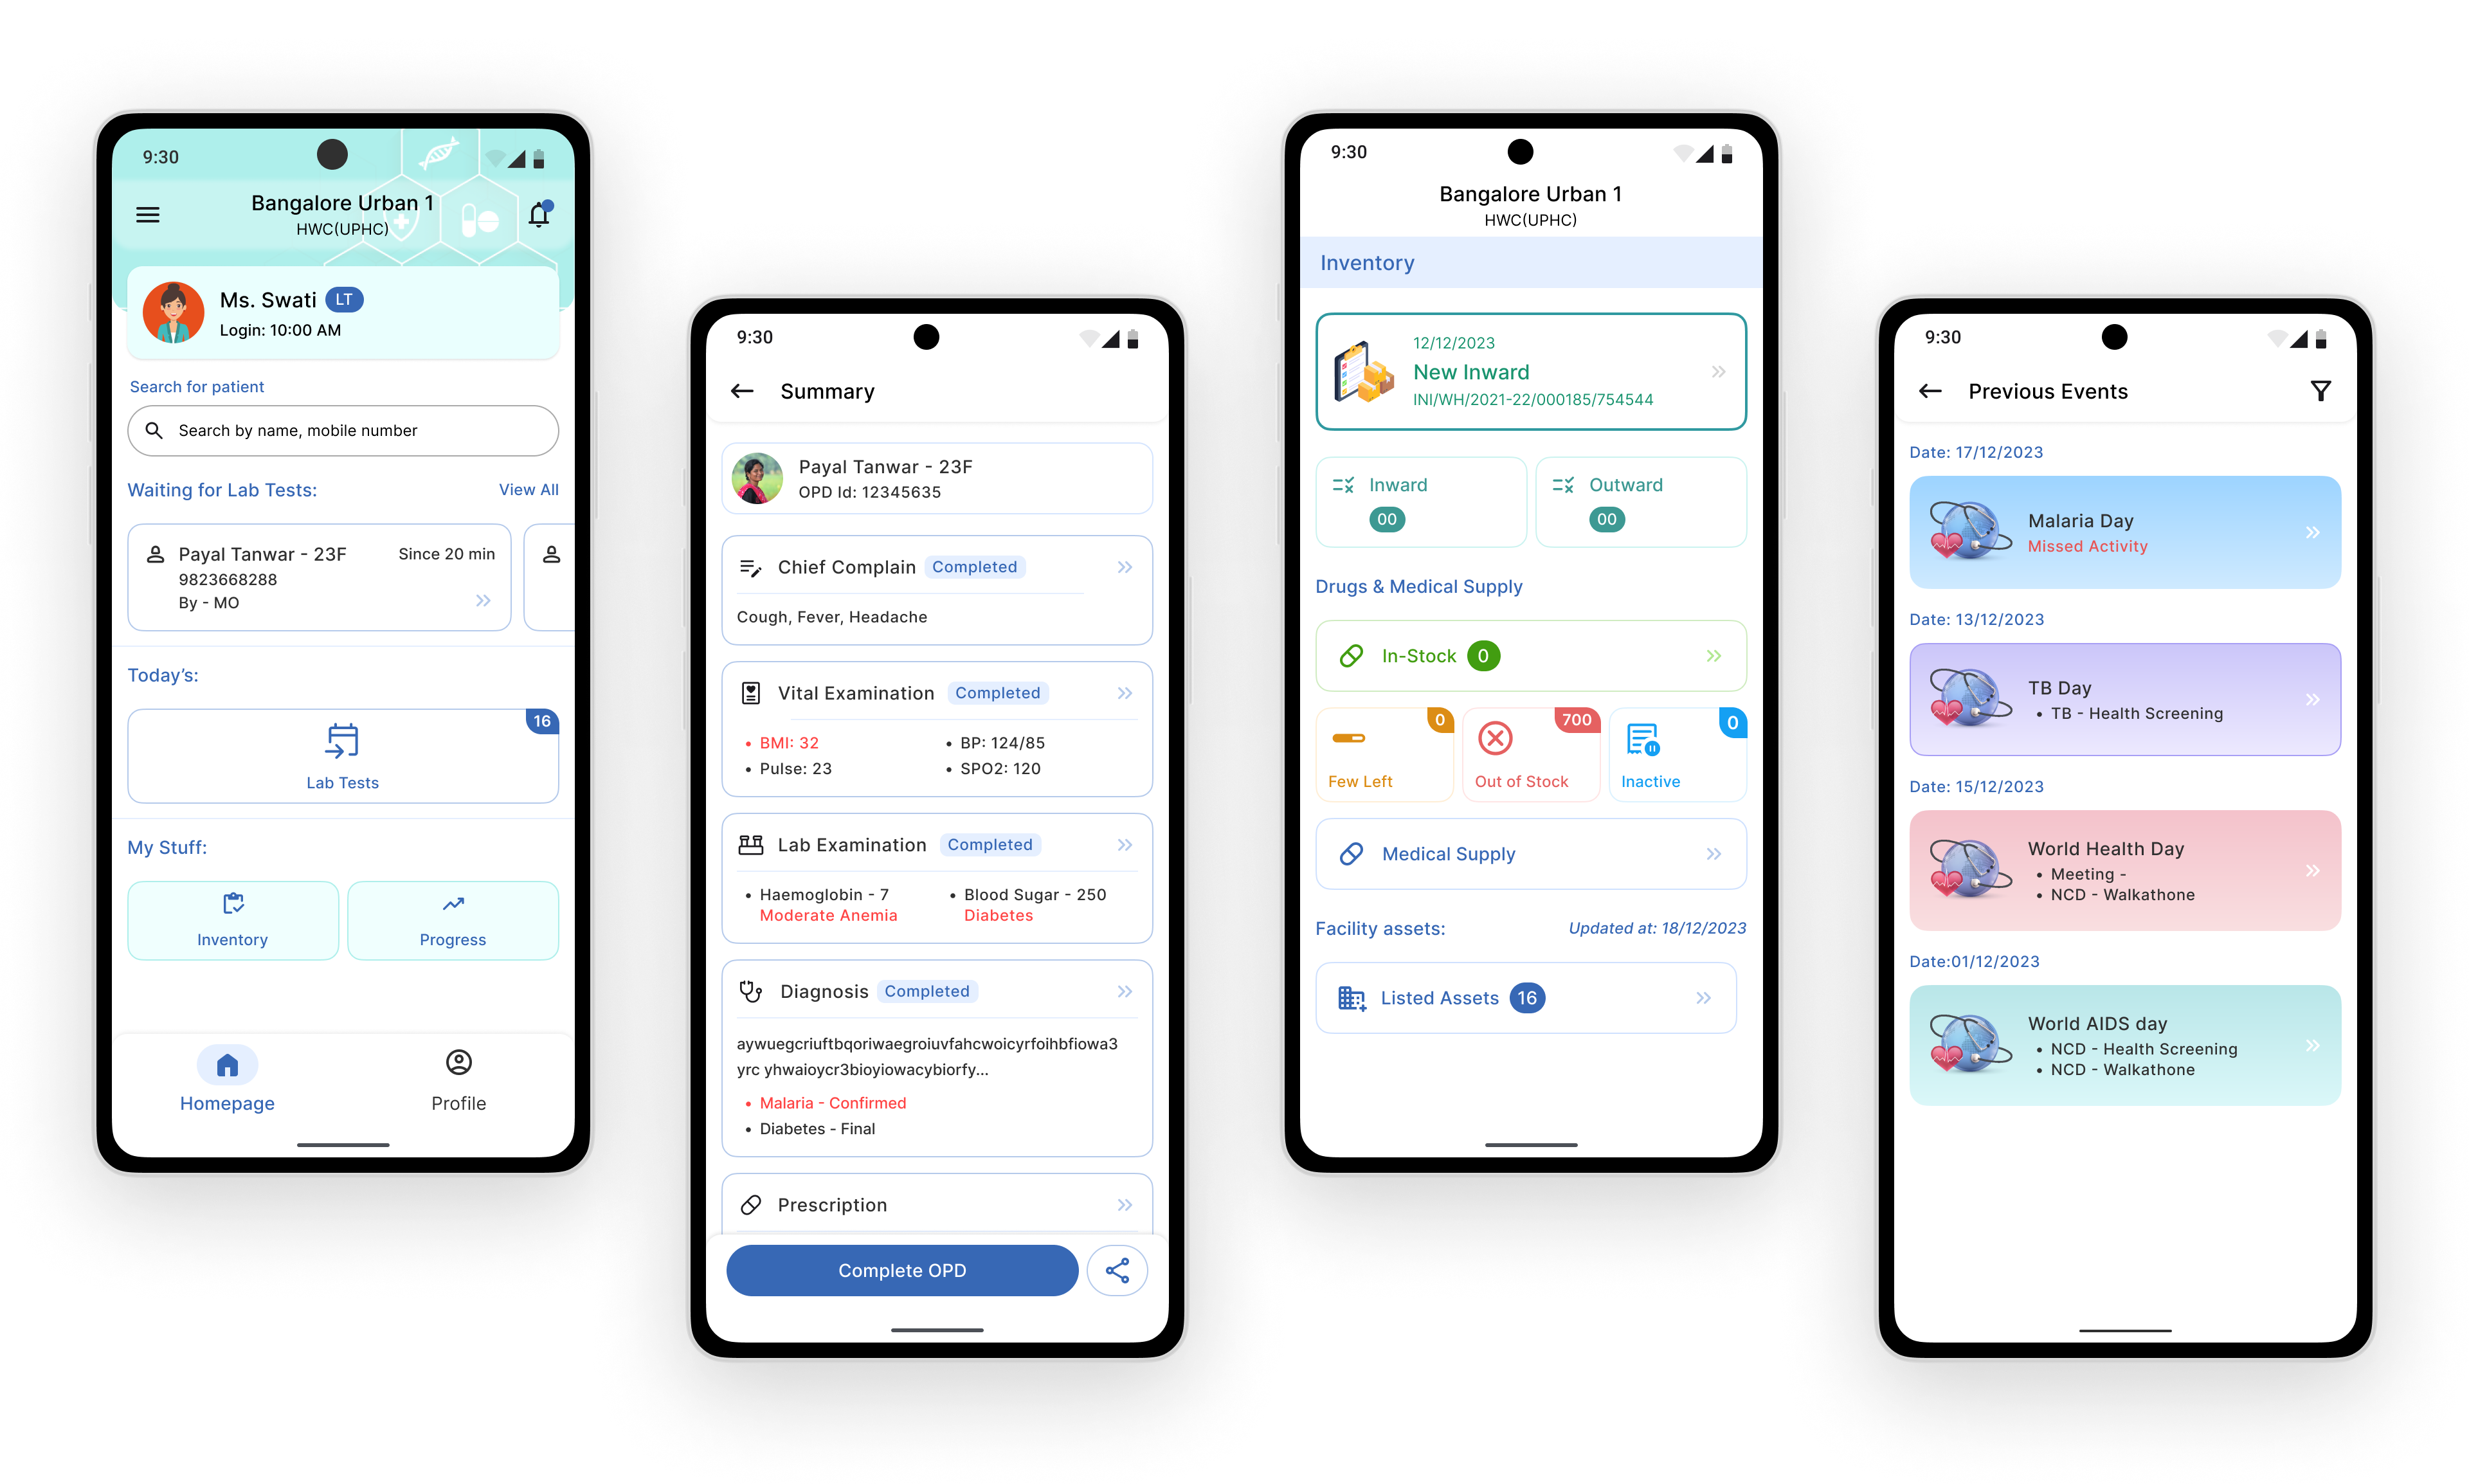 9:30
Bangalore Urban 1
HWC(UPHC)
Ms. Swati LT
Login: 10:00 AM
Search for patient
Search by name, mobile number
Waiting for Lab Tests: View All
Payal Tanwar - 23F Since 20 min
9823668288
By - MO
Today's:
16
Lab Tests
My Stuff:
Inventory Progress
Homepage Profile
9:30
Summary
Payal Tanwar - 23F
OPD Id: 12345635
Chief Complain Completed
Cough, Fever, Headache
Vital Examination Completed
• BMI: 32 • BP: 124/85
• Pulse: 23 • SPO2: 120
Lab Examination Completed
• Haemoglobin - 7 • Blood Sugar - 250
Moderate Anemia Diabetes
Diagnosis Completed
aywuegcriuftbqoriwaegroiuvfahcwoicyrfoihbfiowa3
yrc yhwaioycr3bioyiowacybiorfy...
• Malaria - Confirmed
• Diabetes - Final
Prescription
Complete OPD
9:30
Bangalore Urban 1
HWC(UPHC)
Inventory
12/12/2023
New Inward
INI/WH/2021-22/000185/754544
Inward Outward
00 00
Drugs & Medical Supply
In-Stock 0
0 700 0
Few Left Out of Stock Inactive
Medical Supply
Facility assets: Updated at: 18/12/2023
Listed Assets 16
9:30
Previous Events
Date: 17/12/2023
Malaria Day
Missed Activity
Date: 13/12/2023
TB Day
• TB - Health Screening
Date: 15/12/2023
World Health Day
• Meeting -
• NCD - Walkathone
Date:01/12/2023
World AIDS day
• NCD - Health Screening
• NCD - Walkathone